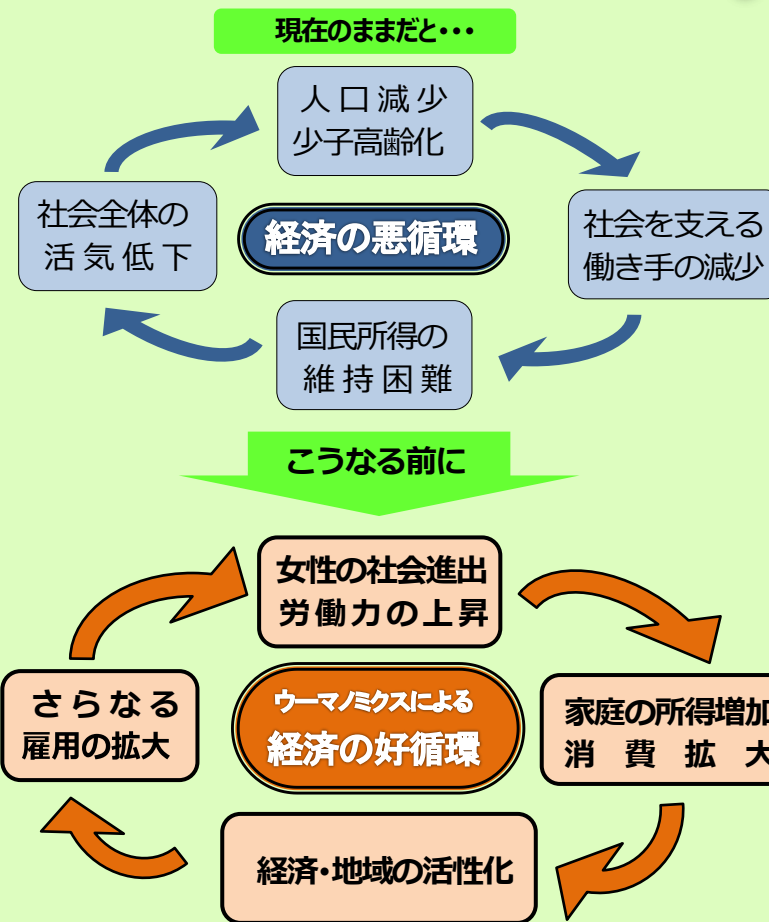 現在のままだと・・・
人口減少
少子高齢化
社会全体の
活気低下
経済の悪循環
社会を支える
働き手の減少
国民所得の
維持困難
こうなる前に
女性の社会進出
労働力の上昇
さらなる
雇用の拡大
ウーマノミクスによる
経済の好循環
家庭の所得増加
消費拡大
経済・地域の活性化